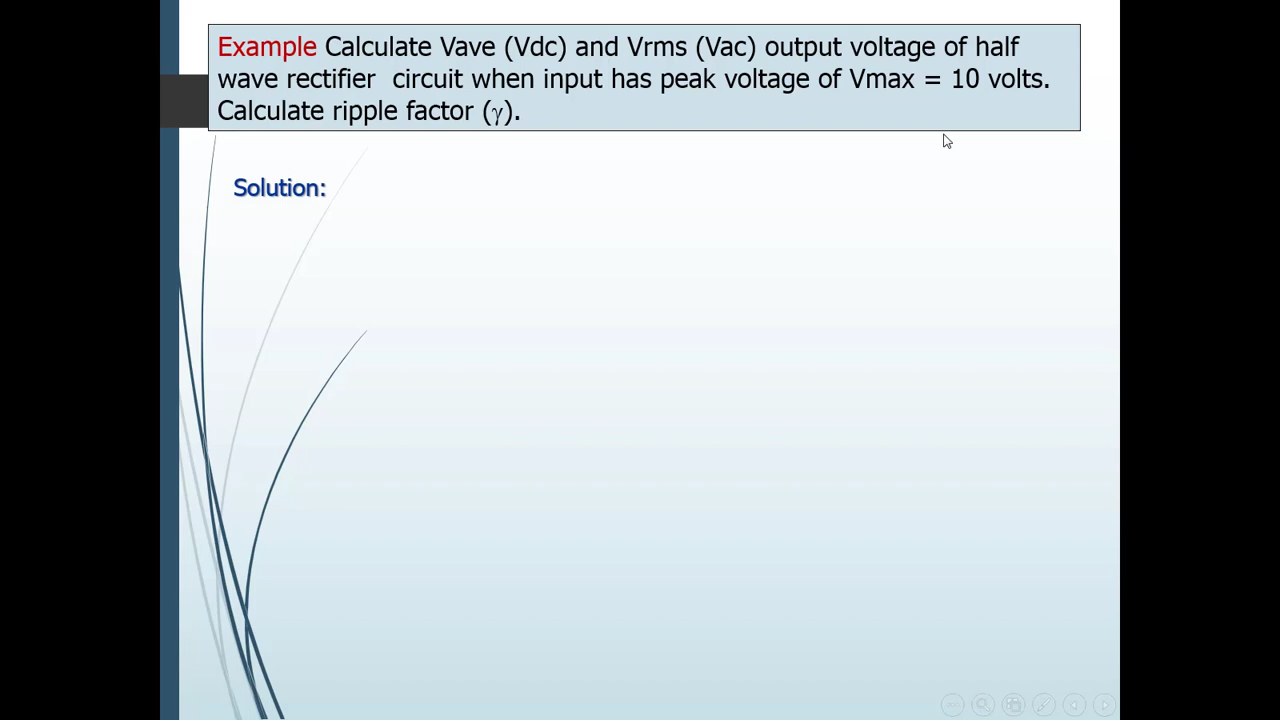 Example Calculate Vave (Vdc) and Vrms (Vac) output voltage of half
wave rectifier circuit when input has peak voltage of Vmax = 10 volts.
Calculate ripple factor (γ).
Solution: